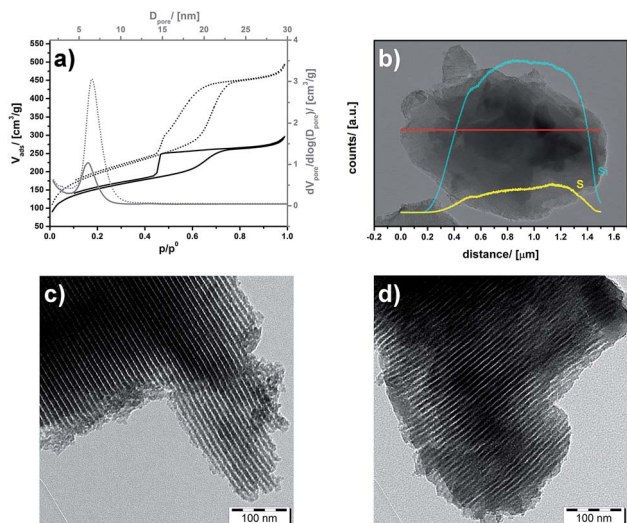 D_pore/ [nm]
5 10 15 20 25 30
a)
V_ads/ [cm³/g]
550
500
450
400
350
300
250
200
150
100
50
4
3
2
1
0
dV_pore/dlog(D_pore)/ [cm³/g]
0.0 0.2 0.4 0.6 0.8 1.0
p/p⁰
b)
counts/ [a.u.]
Si
S
-0.2 0.0 0.2 0.4 0.6 0.8 1.0 1.2 1.4 1.6
distance/ [µm]
c)
100 nm
d)
100 nm